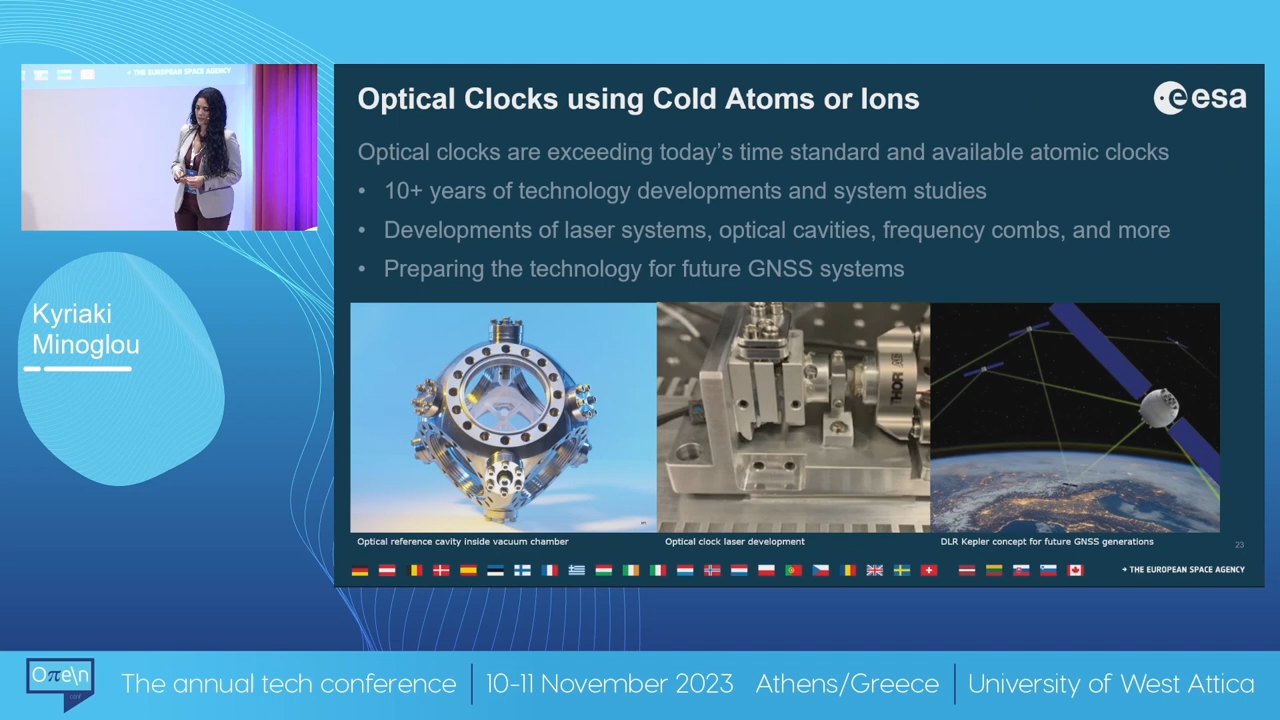 → THE EUROPEAN SPACE AGENCY
Kyriaki
Minoglou
Optical Clocks using Cold Atoms or Ions
esa
Optical clocks are exceeding today’s time standard and available atomic clocks
• 10+ years of technology developments and system studies
• Developments of laser systems, optical cavities, frequency combs, and more
• Preparing the technology for future GNSS systems
THOR
Optical reference cavity inside vacuum chamber
Optical clock laser development
DLR Kepler concept for future GNSS generations
23
→ THE EUROPEAN SPACE AGENCY
Oπe\n
conf
The annual tech conference
10-11 November 2023
Athens/Greece
University of West Attica